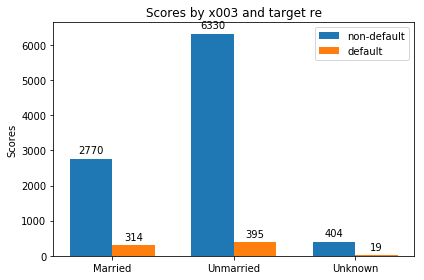 Scores by x003 and target re
non-default
default
Scores
6000
5000
4000
3000
2000
1000
0
2770
314
6330
395
404
19
Married
Unmarried
Unknown